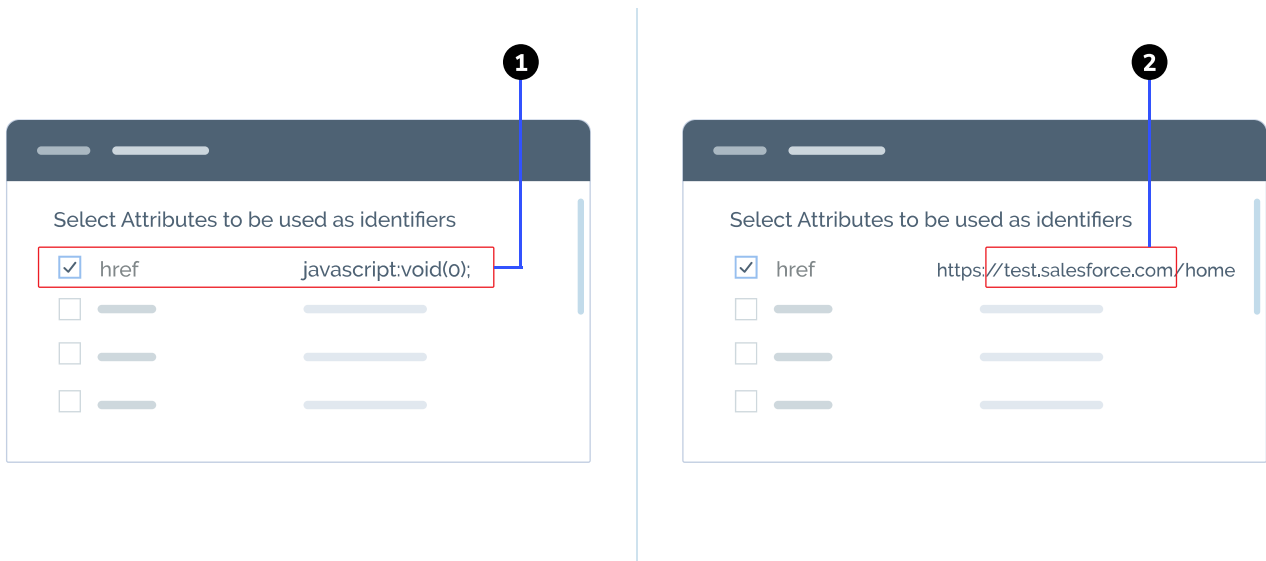 1
Select Attributes to be used as identifiers
href javascript:void(0);
2
Select Attributes to be used as identifiers
href https://test.salesforce.com/home